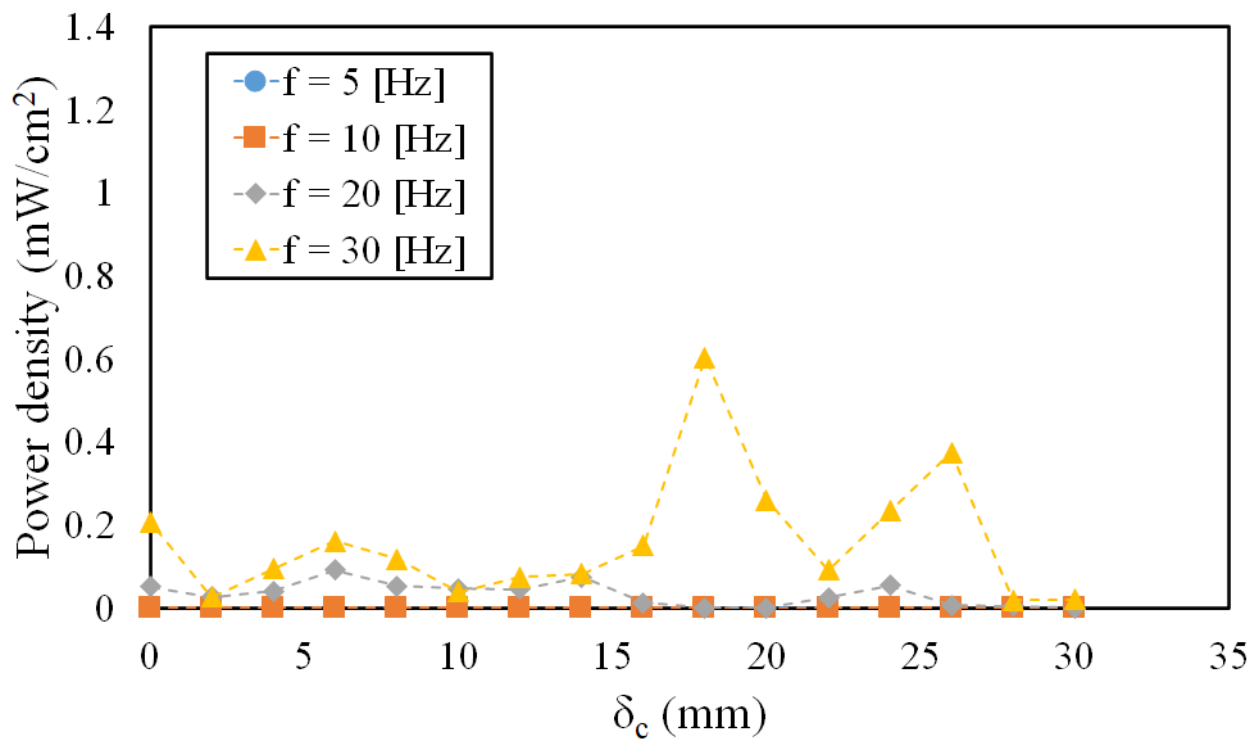 Power density (mW/cm²)
1.4
1.2
1
0.8
0.6
0.4
0.2
0
f = 5 [Hz]
f = 10 [Hz]
f = 20 [Hz]
f = 30 [Hz]
0 5 10 15 20 25 30 35
δc (mm)